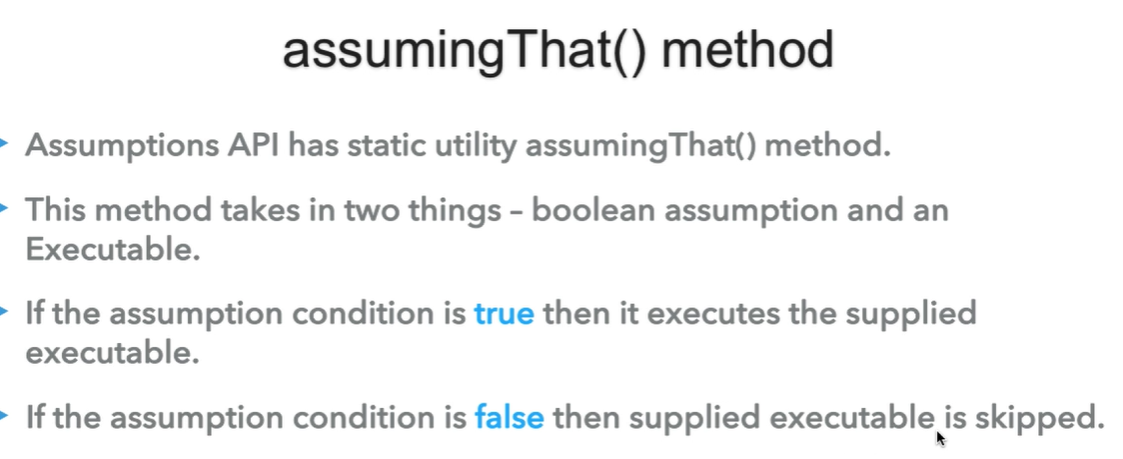 assumingThat() method
Assumptions API has static utility assumingThat() method.
This method takes in two things – boolean assumption and an
Executable.
If the assumption condition is true then it executes the supplied
executable.
If the assumption condition is false then supplied executable is skipped.